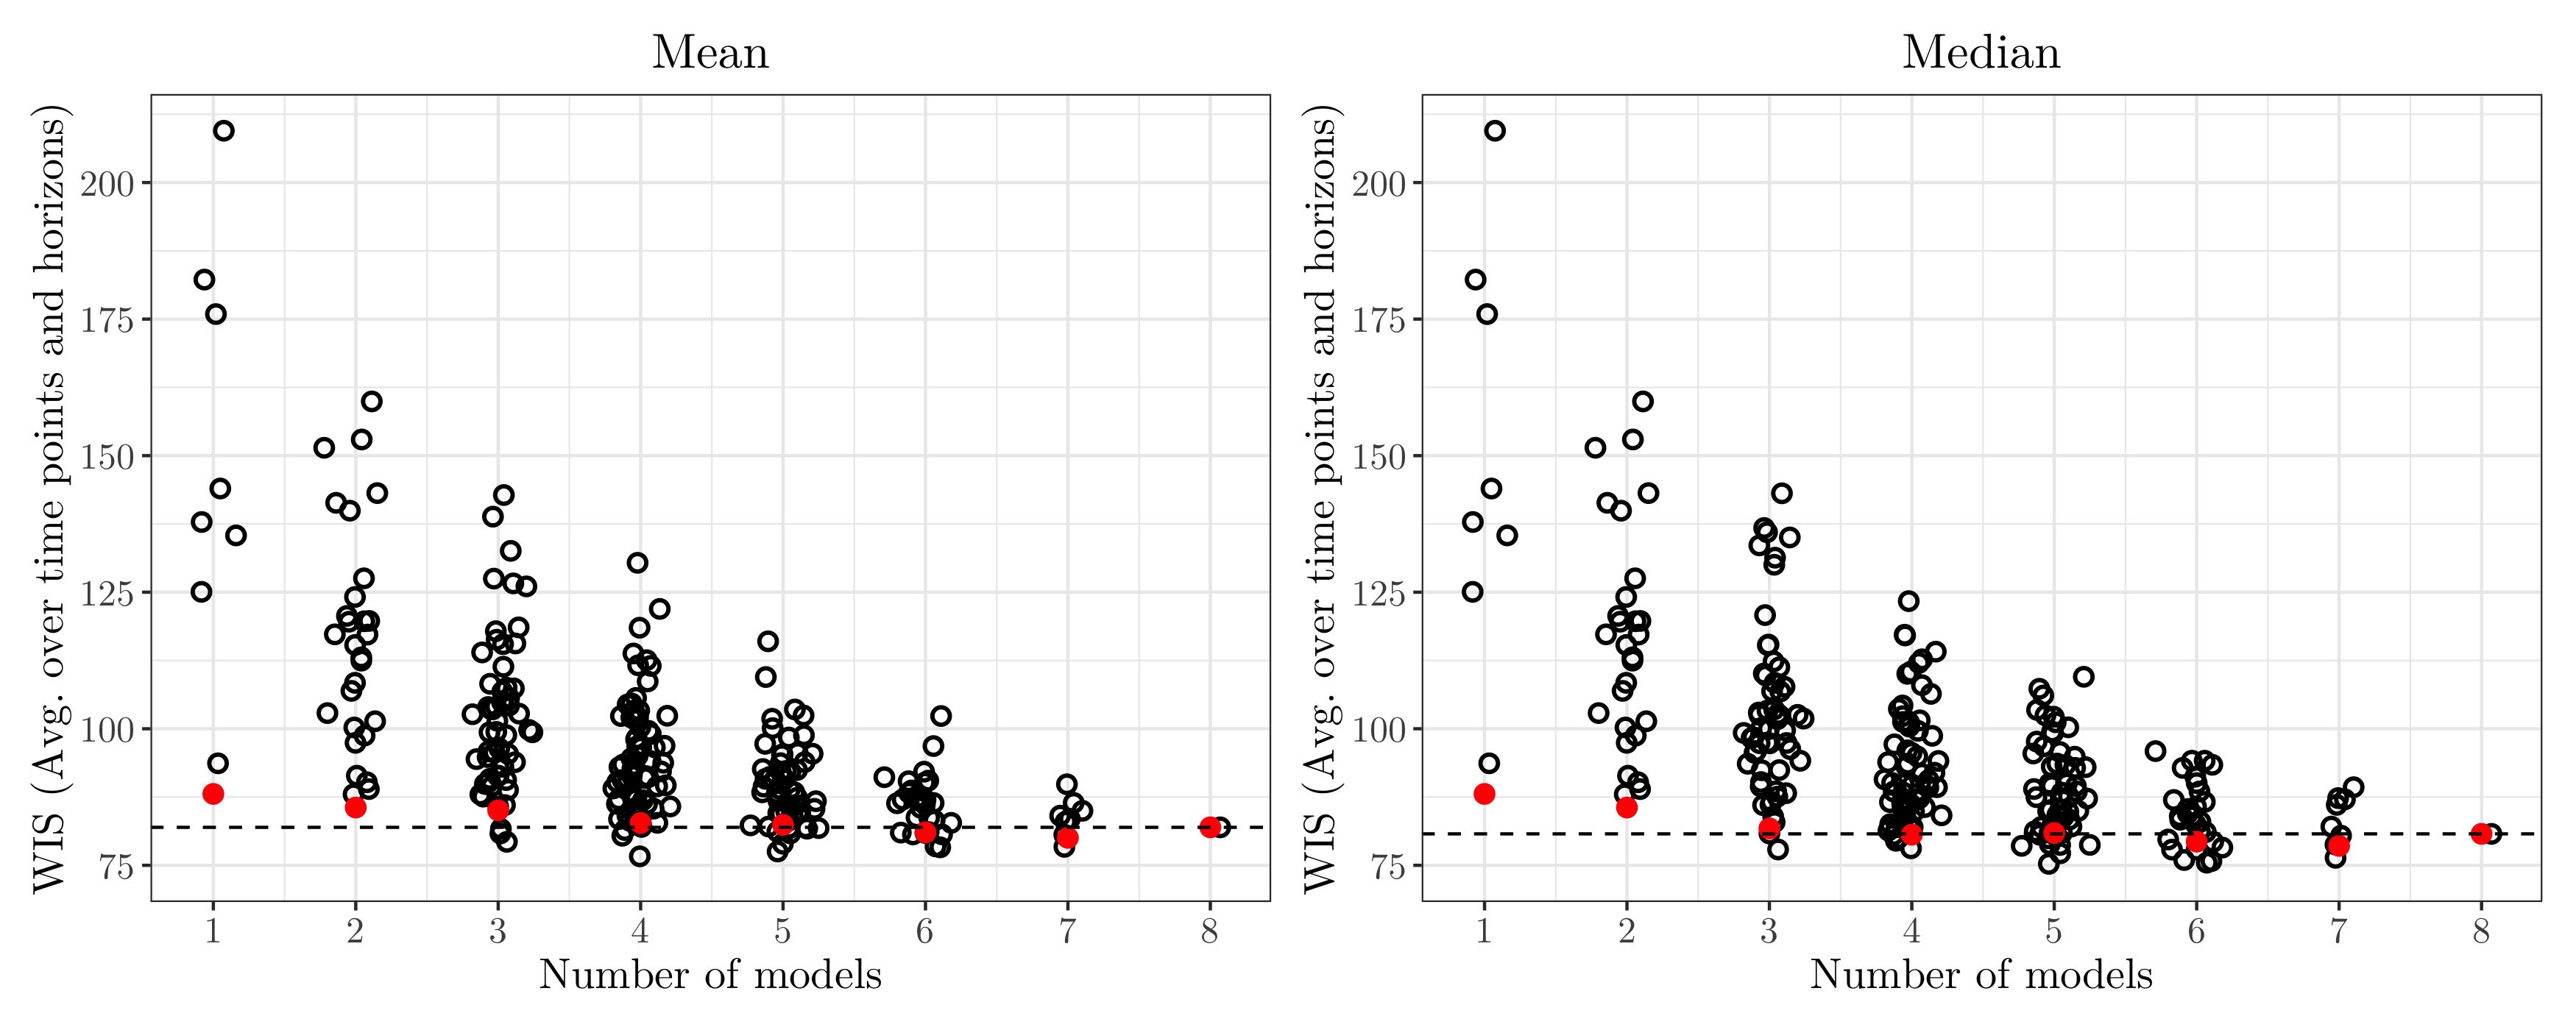 Mean
WIS (Avg. over time points and horizons)
200
175
150
125
100
75
1 2 3 4 5 6 7 8
Number of models
Median
WIS (Avg. over time points and horizons)
200
175
150
125
100
75
1 2 3 4 5 6 7 8
Number of models